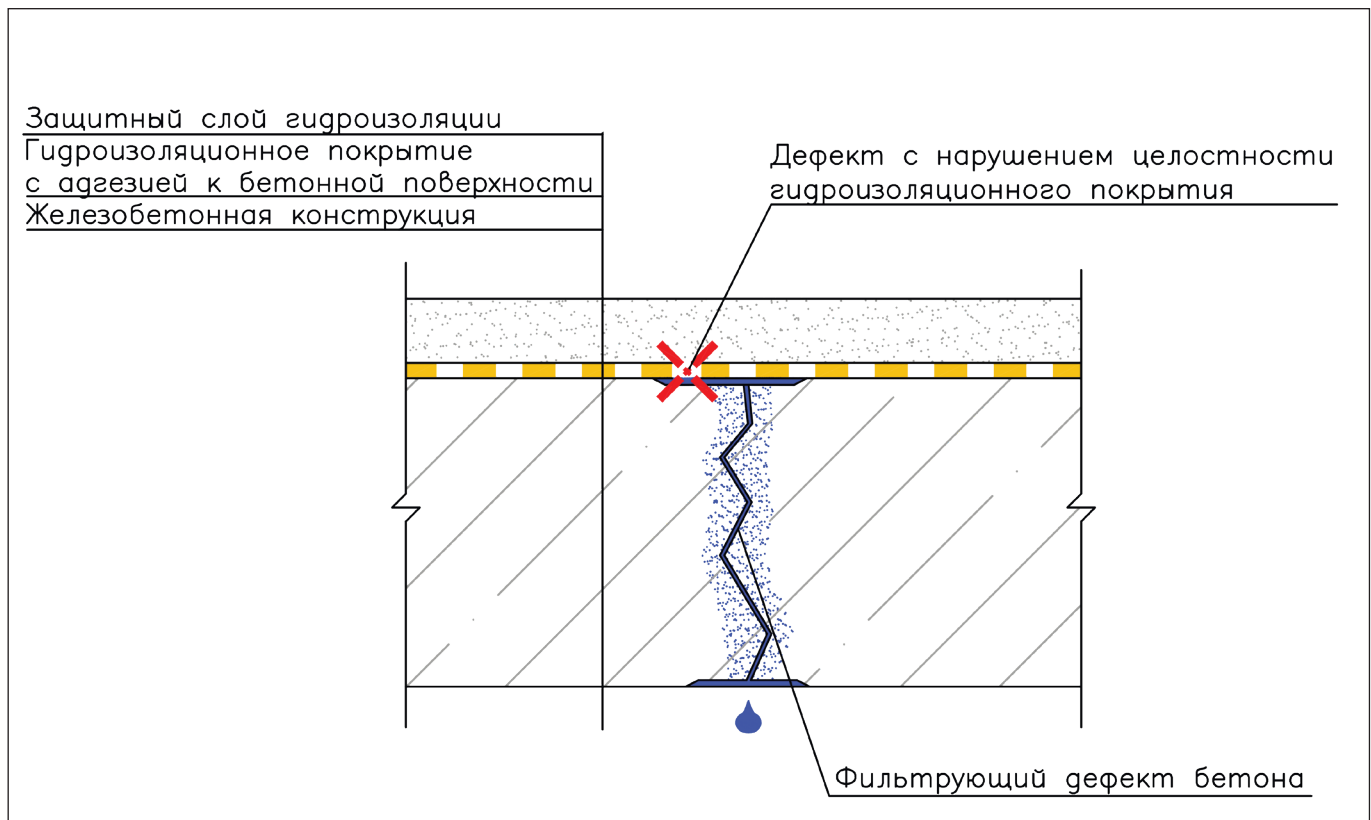 Защитный слой гидроизоляции
Гидроизоляционное покрытие
с адгезией к бетонной поверхности
Железобетонная конструкция
Дефект с нарушением целостности
гидроизоляционного покрытия
Фильтрующий дефект бетона